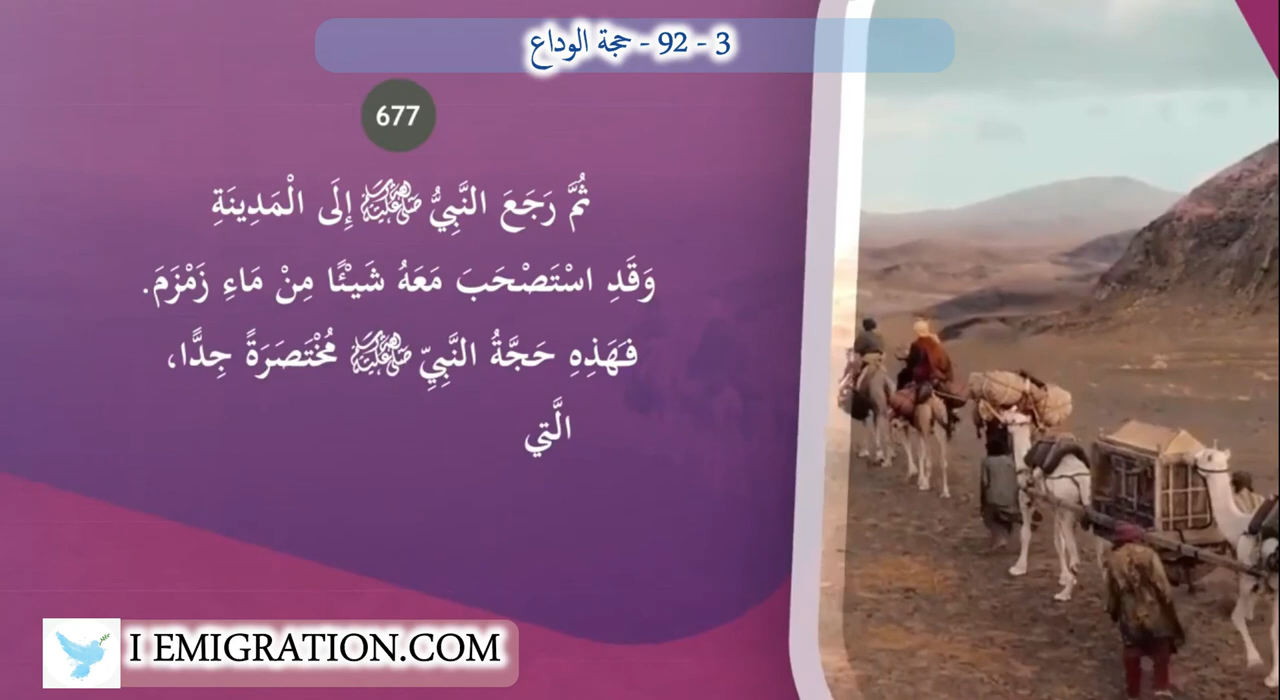 3 - 92 - حجة الوداع
677
ثُمَّ رَجَعَ النَّبِيُّ ﷺ إِلَى الْمَدِينَةِ
وَقَدِ اسْتَصْحَبَ مَعَهُ شَيْئًا مِنْ مَاءِ زَمْزَمَ.
فَهَذِهِ حَجَّةُ النَّبِيِّ ﷺ مُخْتَصَرَةً جِدًّا،
الَّتِي
I EMIGRATION.COM